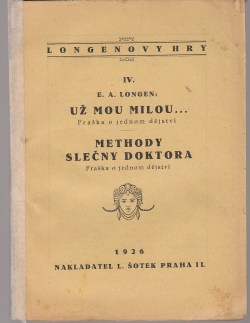 LONGENOVY HRY
IV.
E. A. LONGEN:
UŽ MOU MILOU...
Fraška o jednom dějství
METHODY
SLEČNY DOKTORA
Fraška o jednom dějství
1926
NAKLADATEL L. ŠOTEK PRAHA II.